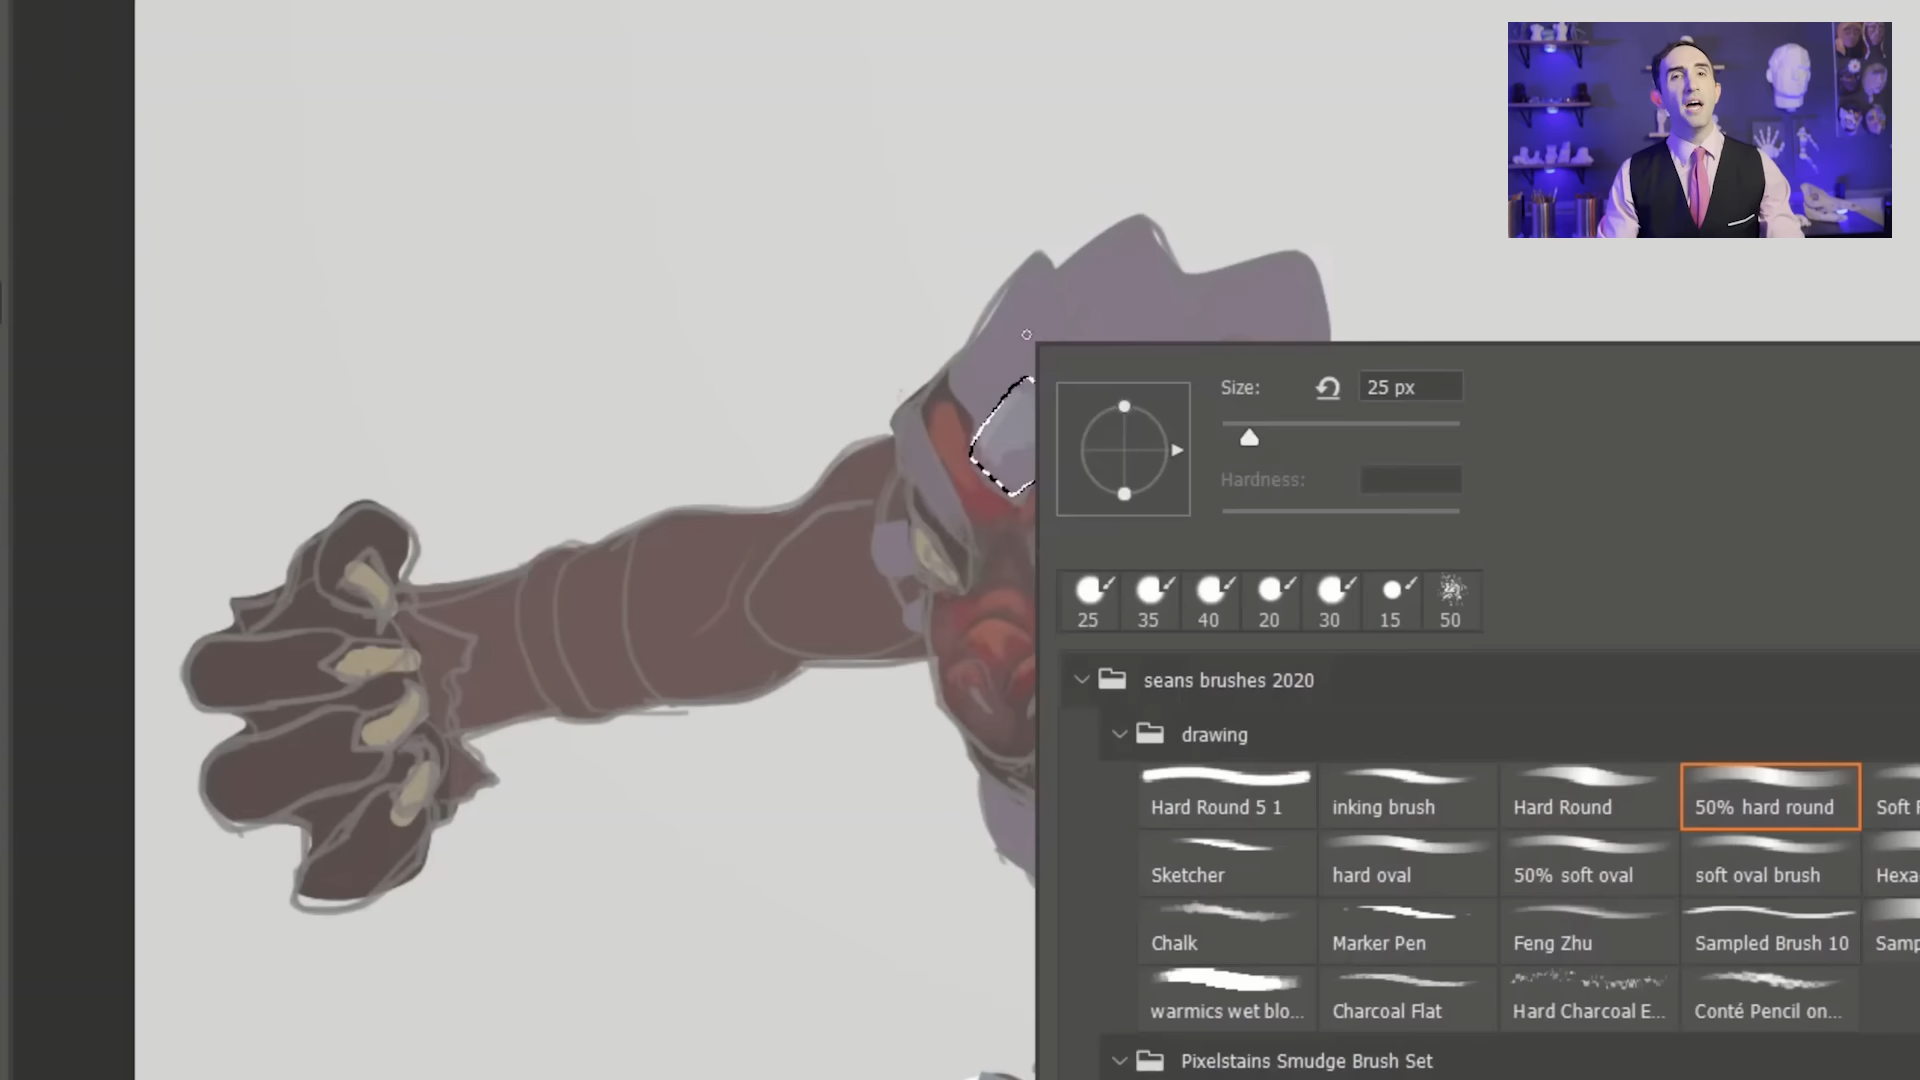 Size: 25 px
Hardness:
25 35 40 20 30 15 50
seans brushes 2020
drawing
Hard Round 5 1 inking brush Hard Round 50% hard round Soft
Sketcher hard oval 50% soft oval soft oval brush Hexa
Chalk Marker Pen Feng Zhu Sampled Brush 10 Samp
warmics wet blo... Charcoal Flat Hard Charcoal E... Conté Pencil on...
Pixelstains Smudge Brush Set